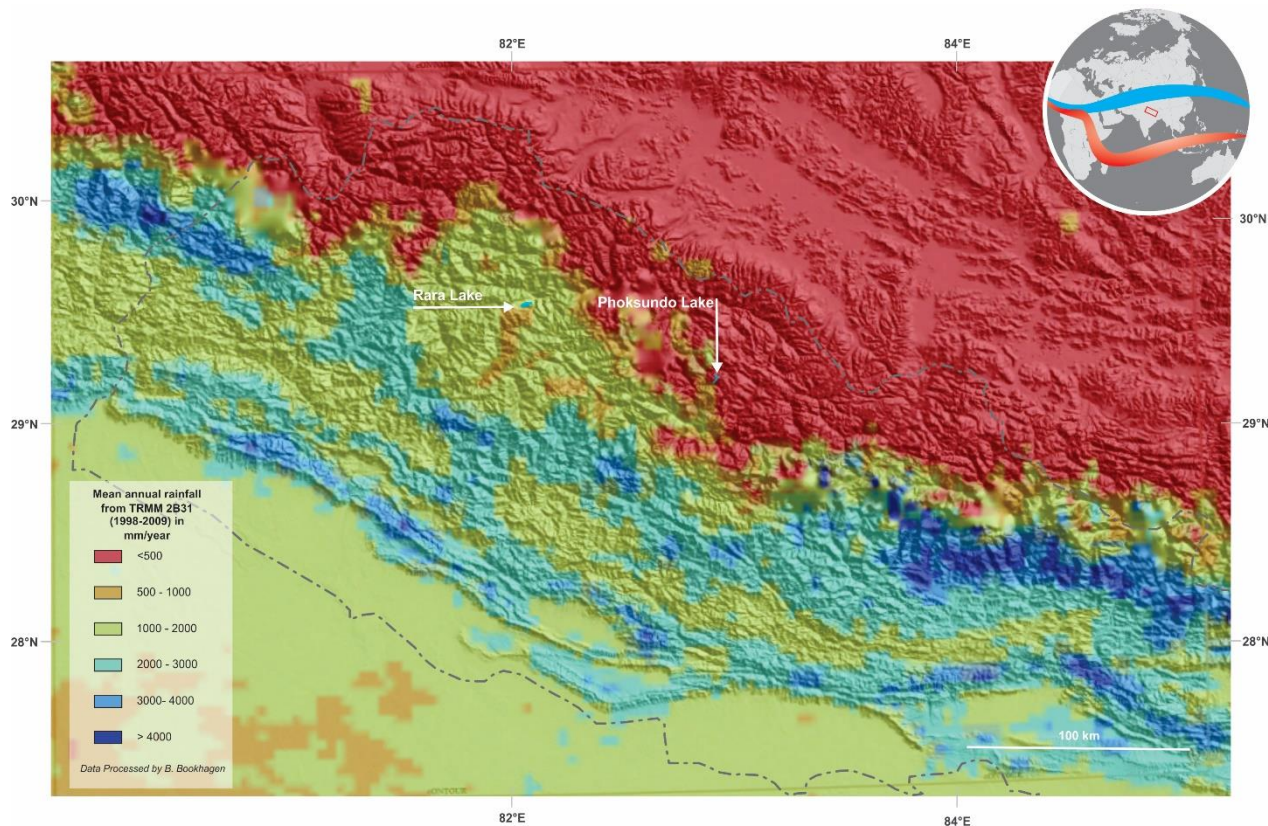 82°E
84°E
30°N
30°N
Rara Lake
Phoksundo Lake
29°N
29°N
Mean annual rainfall
from TRMM 2B31
(1998-2009) in
mm/year
<500
500 - 1000
1000 - 2000
2000 - 3000
3000- 4000
> 4000
Data Processed by B. Bookhagen
28°N
28°N
100 km
82°E
84°E